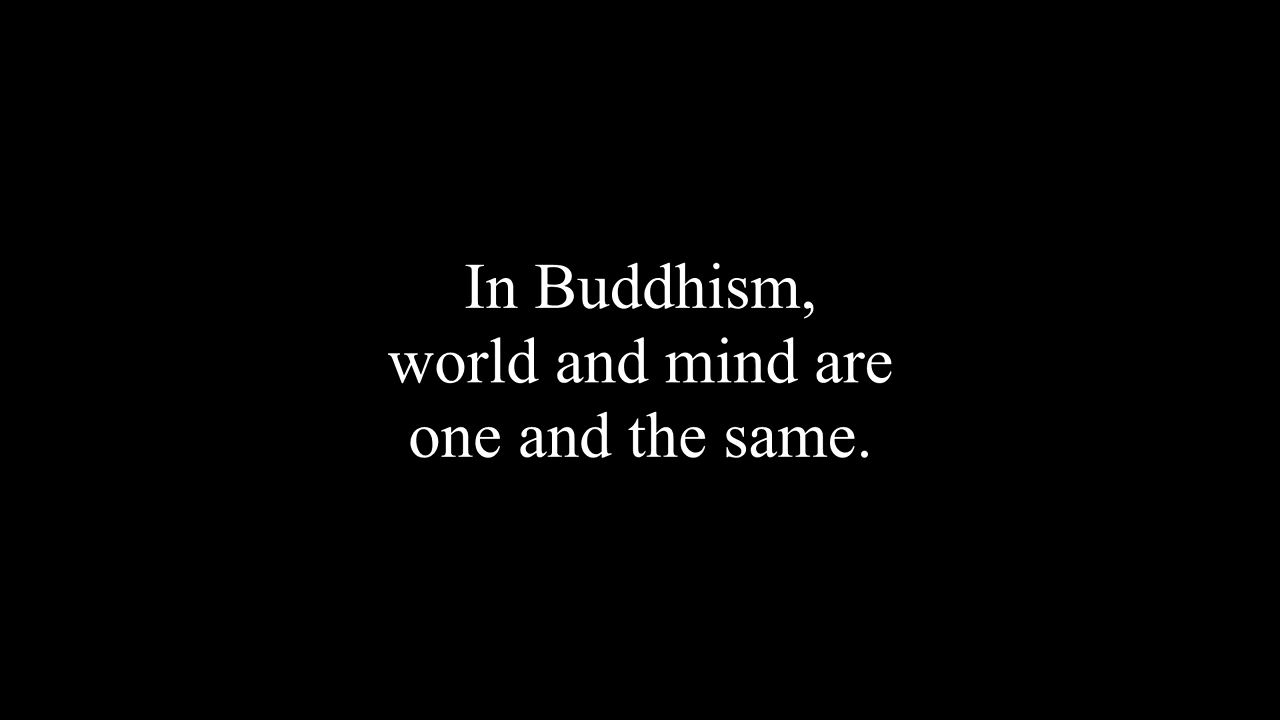 In Buddhism,
world and mind are
one and the same.